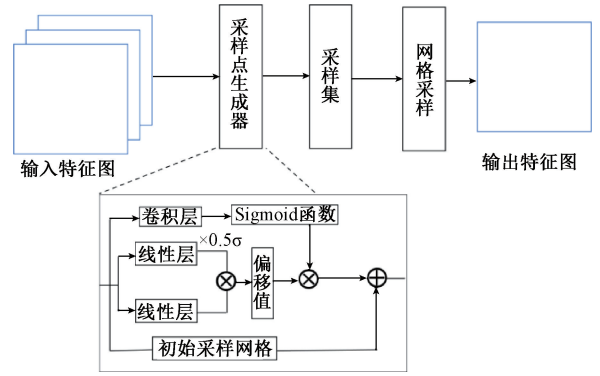 采样点生成器
采样集
网格采样
输入特征图
输出特征图
卷积层
Sigmoid函数
×0.5σ
线性层
偏移值
线性层
初始采样网格